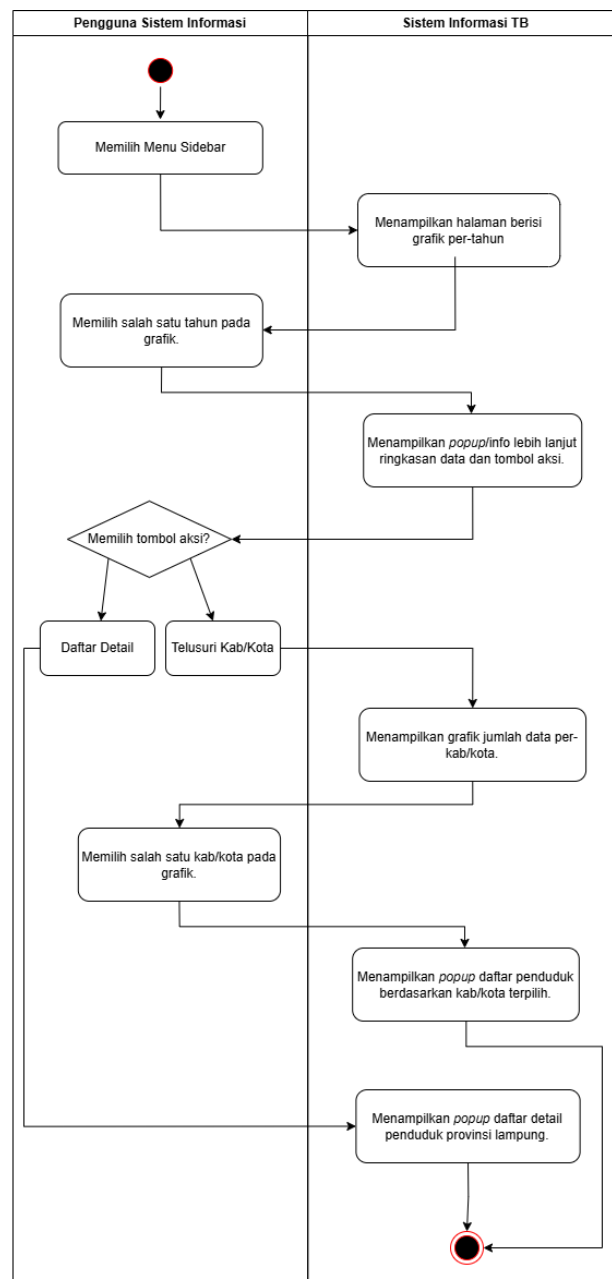 Pengguna Sistem Informasi
Sistem Informasi TB
Memilih Menu Sidebar
Menampilkan halaman berisi
grafik per-tahun
Memilih salah satu tahun pada
grafik.
Menampilkan popup/info lebih lanjut
ringkasan data dan tombol aksi.
Memilih tombol aksi?
Daftar Detail
Telusuri Kab/Kota
Menampilkan grafik jumlah data per-
kab/kota.
Memilih salah satu kab/kota pada
grafik.
Menampilkan popup daftar penduduk
berdasarkan kab/kota terpilih.
Menampilkan popup daftar detail
penduduk provinsi lampung.